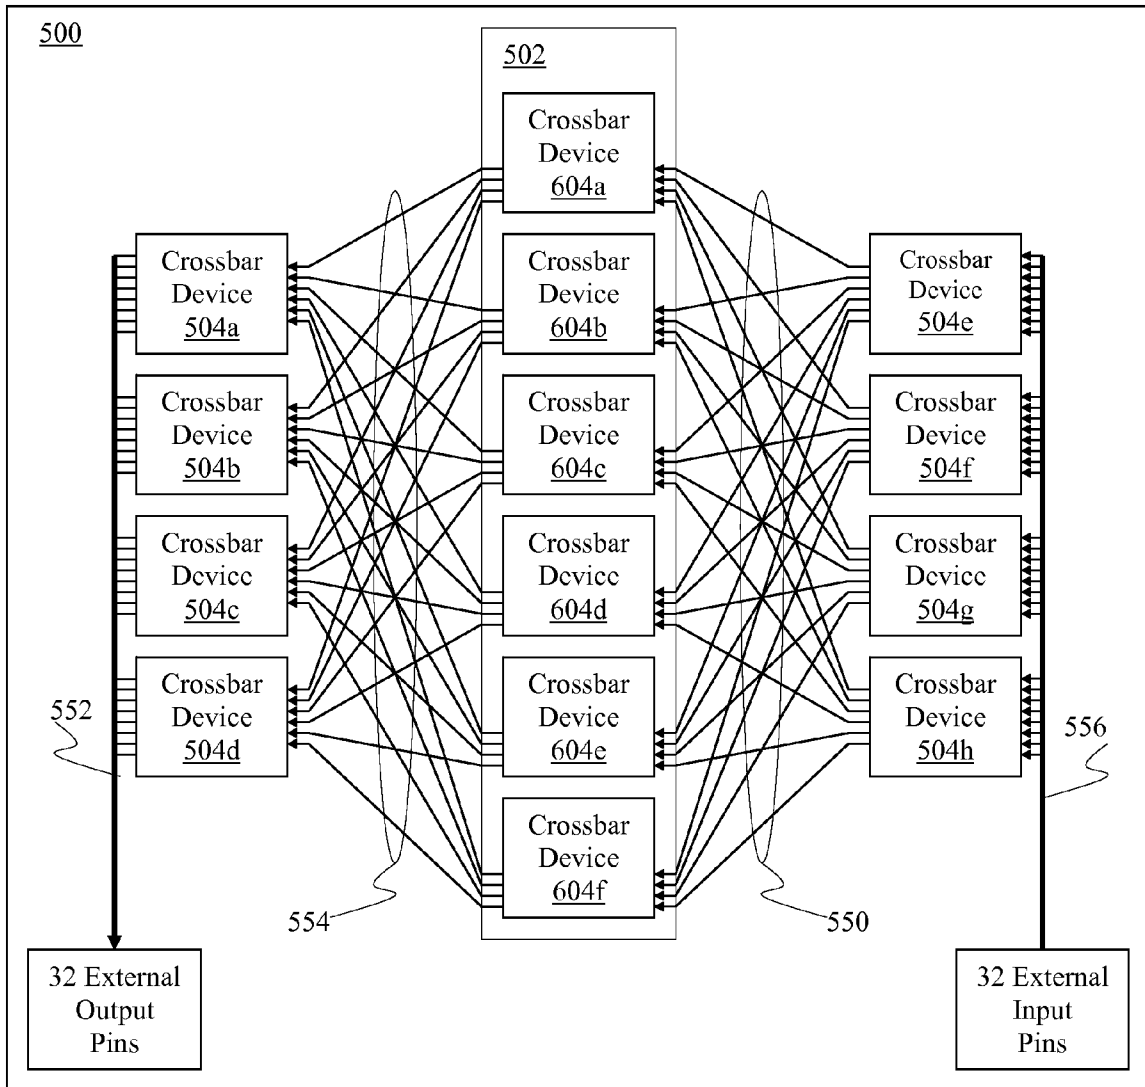 500
502
Crossbar
Device
604a
Crossbar
Device
504a
Crossbar
Device
604b
Crossbar
Device
504e
Crossbar
Device
504b
Crossbar
Device
604c
Crossbar
Device
504f
Crossbar
Device
504c
Crossbar
Device
604d
Crossbar
Device
504g
Crossbar
Device
504d
Crossbar
Device
604e
Crossbar
Device
504h
552
556
Crossbar
Device
604f
554
550
32 External
Output
Pins
32 External
Input
Pins